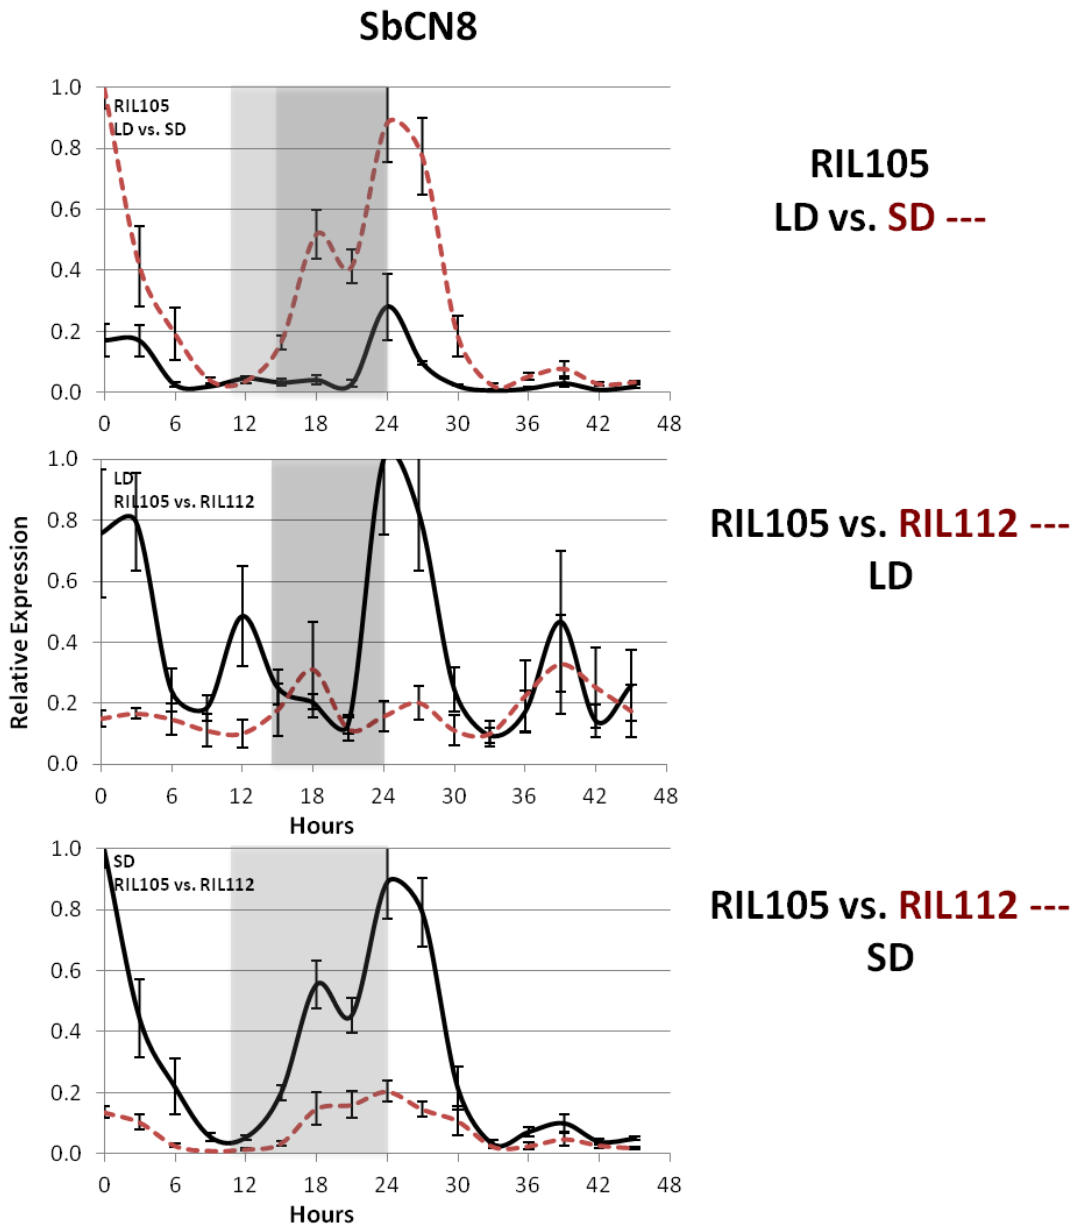 SbCN8
1.0
0.8
0.6
0.4
0.2
0.0
RIL105
LD vs. SD
0 6 12 18 24 30 36 42 48
RIL105
LD vs. SD ---
Relative Expression
1.0
0.8
0.6
0.4
0.2
0.0
LD
RIL105 vs. RIL112
0 6 12 18 24 30 36 42 48
Hours
RIL105 vs. RIL112 ---
LD
1.0
0.8
0.6
0.4
0.2
0.0
SD
RIL105 vs. RIL112
0 6 12 18 24 30 36 42 48
Hours
RIL105 vs. RIL112 ---
SD